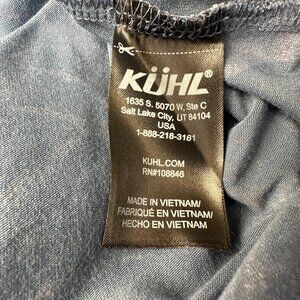 KÜHL®
1635 S. 5070 W, Ste C
Salt Lake City, UT 84104
USA
1-888-218-3181
KUHL.COM
RN#108846
MADE IN VIETNAM/
FABRIQUÉ EN VIETNAM/
HECHO EN VIETNAM